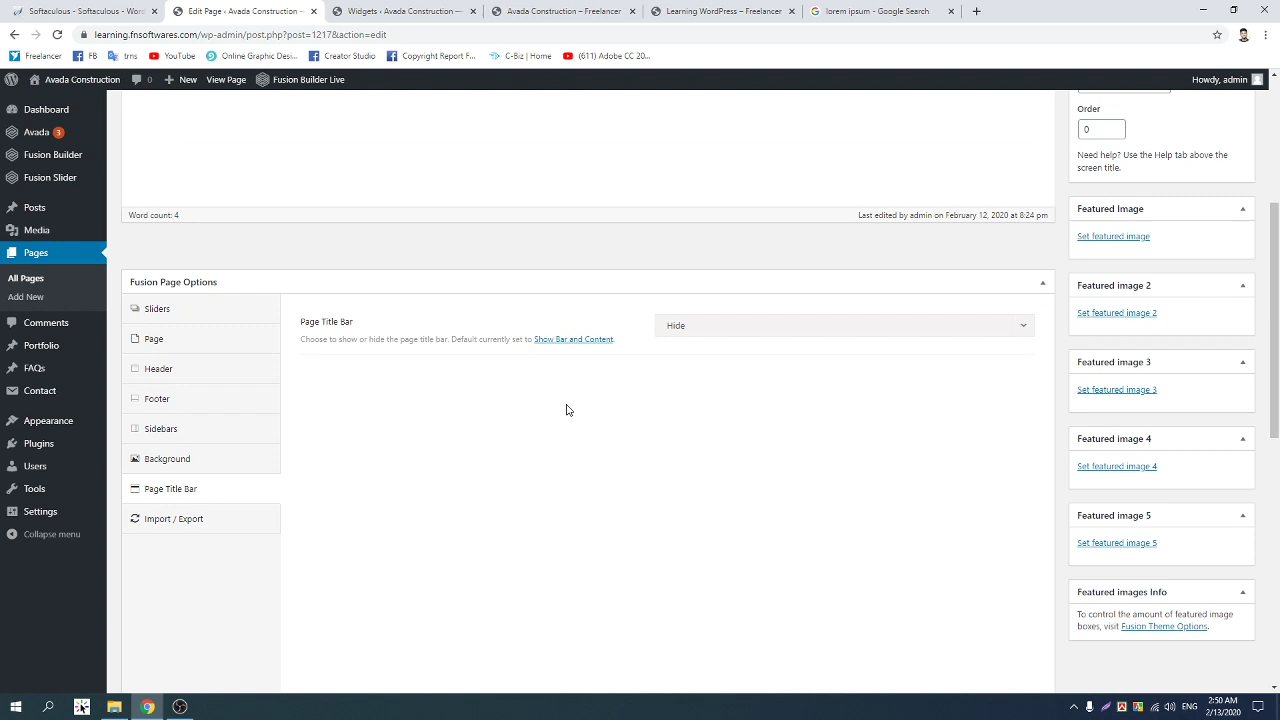 Softaculous - Softaculous - Word
Edit Page ‹ Avada Construction —
Widgets ‹ Avada Construction —
Avada Construction – Freelancer
Learning WordPress – Freelancer
lorem ipsum - Google Search
learning.fnsoftwares.com/wp-admin/post.php?post=1217&action=edit
Freelancer
FB
trns
YouTube
Online Graphic Desi...
Creator Studio
Copyright Report F...
C-Biz | Home
(611) Adobe CC 20...
Avada Construction
0
New
View Page
Fusion Builder Live
Howdy, admin
Dashboard
Avada 3
Fusion Builder
Fusion Slider
Posts
Media
Pages
All Pages
Add New
Comments
Portfolio
FAQs
Contact
Appearance
Plugins
Users
Tools
Settings
Collapse menu
Word count: 4
Last edited by admin on February 12, 2020 at 8:24 pm
Fusion Page Options
Sliders
Page
Header
Footer
Sidebars
Background
Page Title Bar
Import / Export
Page Title Bar
Choose to show or hide the page title bar. Default currently set to Show Bar and Content.
Hide
Order
0
Need help? Use the Help tab above the
screen title.
Featured Image
Set featured image
Featured image 2
Set featured image 2
Featured image 3
Set featured image 3
Featured image 4
Set featured image 4
Featured image 5
Set featured image 5
Featured images Info
To control the amount of featured image
boxes, visit Fusion Theme Options.
2:50 AM
2/13/2020